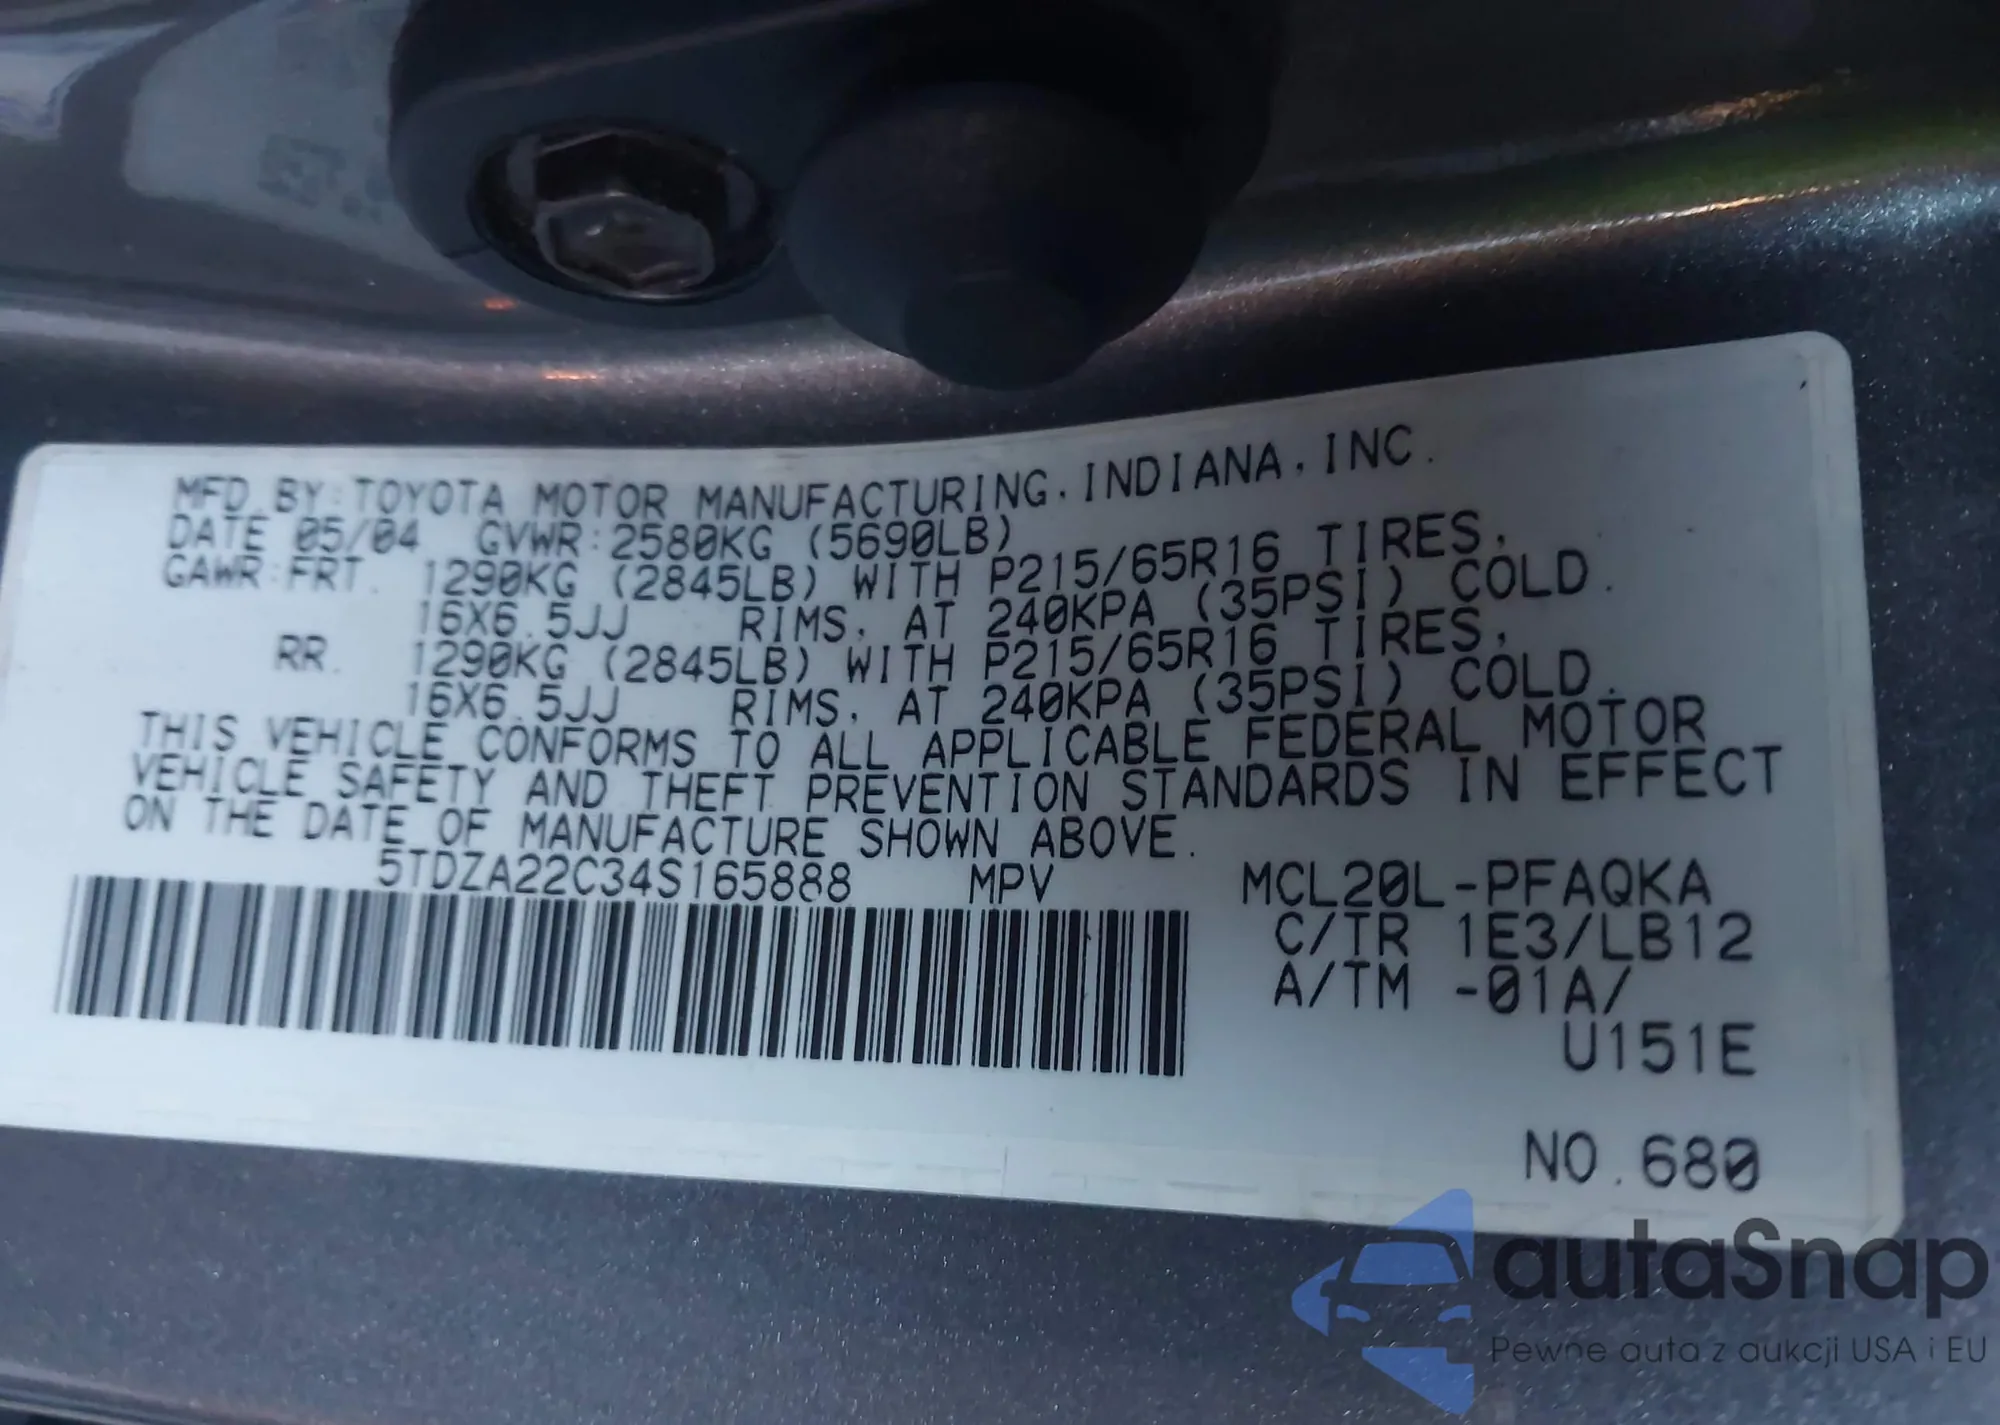 MFD.BY:TOYOTA MOTOR MANUFACTURING.INDIANA.INC.
DATE 05/04 GVWR:2580KG (5690LB)
GAWR:FRT. 1290KG (2845LB) WITH P215/65R16 TIRES,
16X6.5JJ RIMS, AT 240KPA (35PSI) COLD.
RR. 1290KG (2845LB) WITH P215/65R16 TIRES,
16X6.5JJ RIMS, AT 240KPA (35PSI) COLD.
THIS VEHICLE CONFORMS TO ALL APPLICABLE FEDERAL MOTOR
VEHICLE SAFETY AND THEFT PREVENTION STANDARDS IN EFFECT
ON THE DATE OF MANUFACTURE SHOWN ABOVE.
5TDZA22C34S165888 MPV MCL20L-PFAQKA
C/TR 1E3/LB12
A/TM -01A/
U151E
NO.680
autaSnap
Pewne auta z aukcji USA i EU